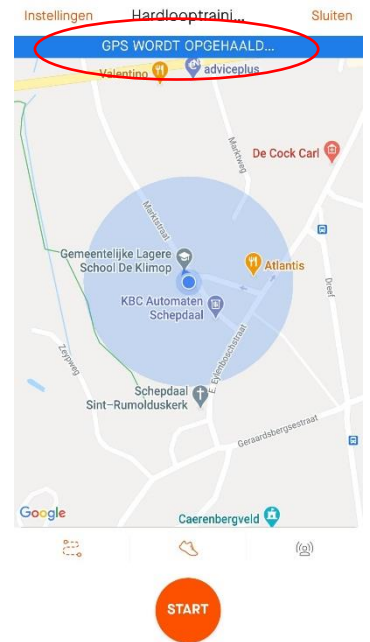 Instellingen Hardlooptraini... Sluiten
GPS WORDT OPGEHAALD...
Valentino adviceplus
Marktweg
De Cock Carl
Marktstraat
Gemeentelijke Lagere
School De Klimop
Atlantis
Dreef
KBC Automaten
Schepdaal
E. Eylenboschstraat
Zeypweg
Schepdaal
Sint-Rumolduskerk
Geraardsbergsestraat
Google
Caerenbergveld
START